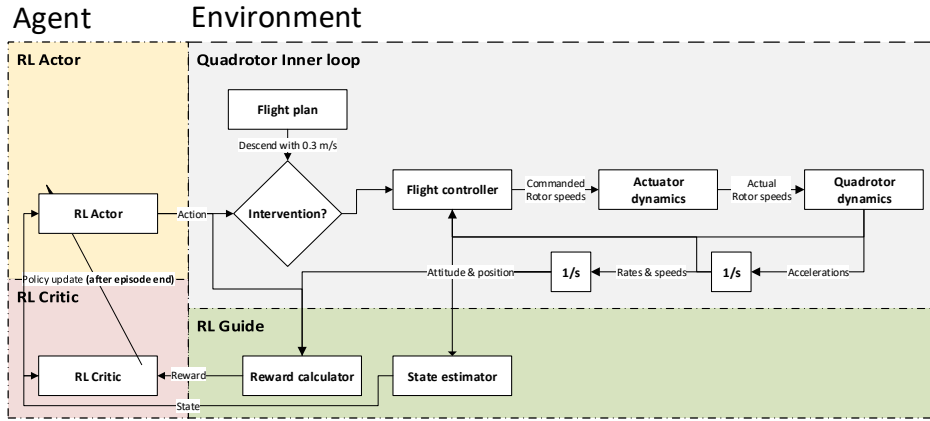 Agent
Environment
RL Actor
Quadrotor Inner loop
Flight plan
Descend with 0.3 m/s
RL Actor
Action
Intervention?
Flight controller
Commanded
Rotor speeds
Actuator
dynamics
Actual
Rotor speeds
Quadrotor
dynamics
Policy update (after episode end)
Attitude & position
1/s
Rates & speeds
1/s
Accelerations
RL Critic
RL Guide
RL Critic
Reward
Reward calculator
State estimator
State